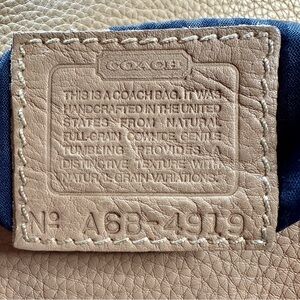 COACH
THIS IS A COACH BAG. IT WAS
HANDCRAFTED IN THE UNITED
STATES FROM NATURAL
FULL-GRAIN COWHIDE. GENTLE
TUMBLING PROVIDES A
DISTINCTIVE TEXTURE WITH
NATURAL GRAIN VARIATIONS.
Nº A6B-4919